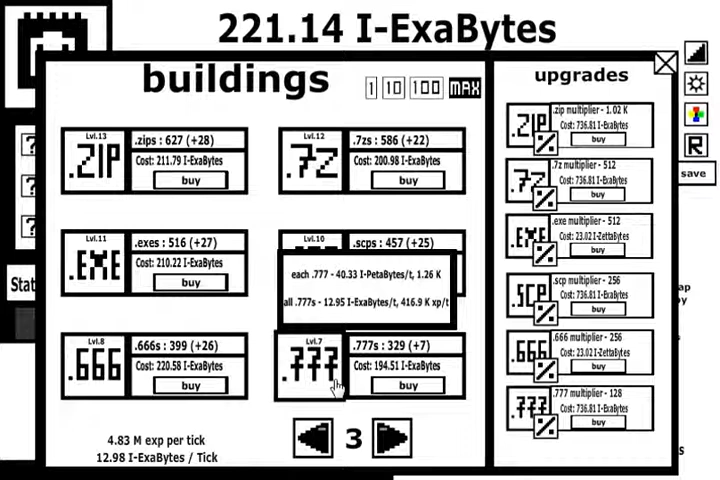 221.14 I-ExaBytes
buildings
1 10 100 MAX
upgrades
Lvl.13
.ZIP
.zips : 627 (+28)
Cost: 211.79 I-ExaBytes
buy
Lvl.12
.7z
.7zs : 586 (+22)
Cost: 200.98 I-ExaBytes
buy
.ZIP
.zip multiplier - 1.02 K
Cost: 736.81 I-ExaBytes
buy
R
save
.7z
.7z multiplier - 512
Cost: 736.81 I-ExaBytes
buy
Lvl.11
.EXE
.exes : 516 (+27)
Cost: 210.22 I-ExaBytes
buy
Lvl.10
.scps : 457 (+25)
.EXE
.exe multiplier - 512
Cost: 23.02 I-ZettaBytes
buy
each .777 - 40.33 I-PetaBytes/t, 1.26 K
all .777s - 12.95 I-ExaBytes/t, 416.9 K xp/t
Stat
.SCP
.scp multiplier - 256
Cost: 736.81 I-ExaBytes
buy
Lvl.8
.666
.666s : 399 (+26)
Cost: 220.58 I-ExaBytes
buy
Lvl.7
.777
.777s : 329 (+7)
Cost: 194.51 I-ExaBytes
buy
.666
.666 multiplier - 256
Cost: 23.02 I-ZettaBytes
buy
.777
.777 multiplier - 128
Cost: 736.81 I-ExaBytes
buy
3
4.83 M exp per tick
12.98 I-ExaBytes / Tick